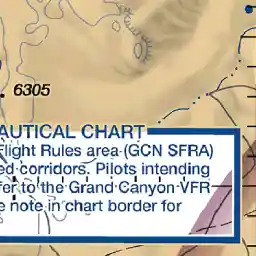 6305
AUTICAL CHART
Flight Rules area (GCN SFRA)
ed corridors. Pilots intending
fer to the Grand Canyon VFR
e note in chart border for